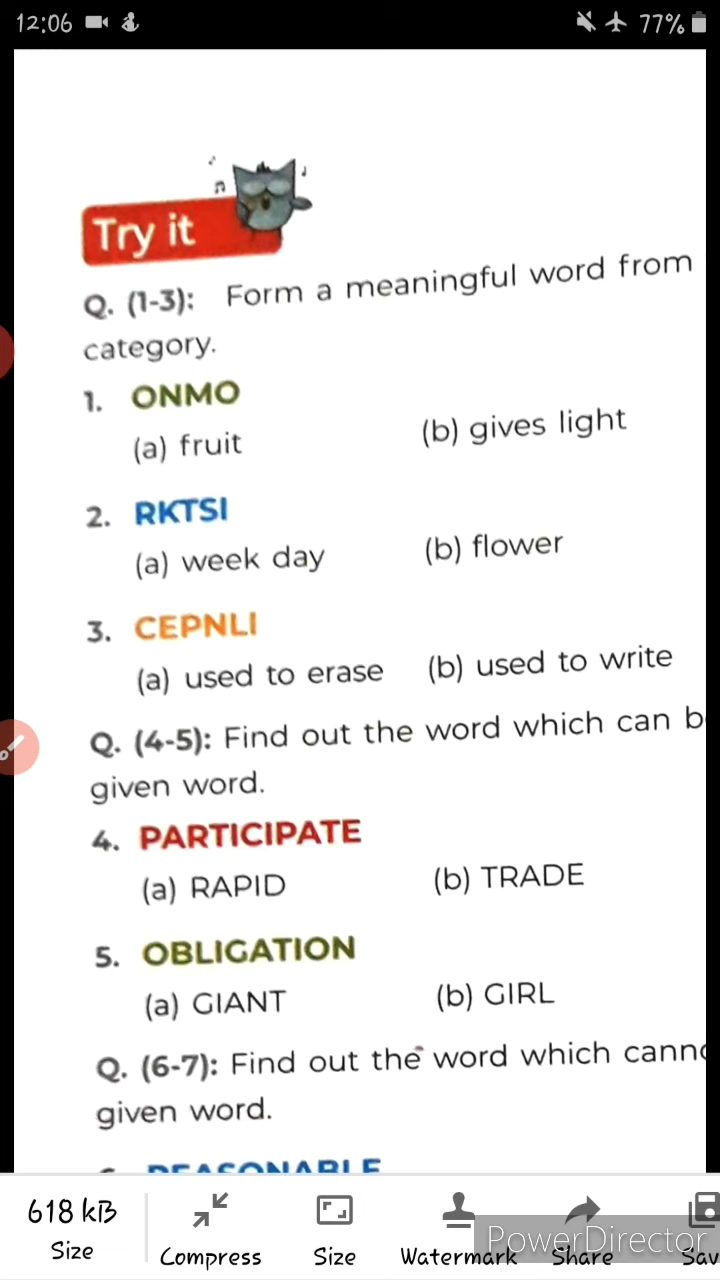 12:06 77%
Try it
Q. (1-3): Form a meaningful word from
category.
1. ONMO
(a) fruit (b) gives light
2. RKTSI
(a) week day (b) flower
3. CEPNLI
(a) used to erase (b) used to write
Q. (4-5): Find out the word which can b
given word.
4. PARTICIPATE
(a) RAPID (b) TRADE
5. OBLIGATION
(a) GIANT (b) GIRL
Q. (6-7): Find out the word which canno
given word.
REASONABLE
618 kB
Size Compress Size Watermark Share Sav
PowerDirector